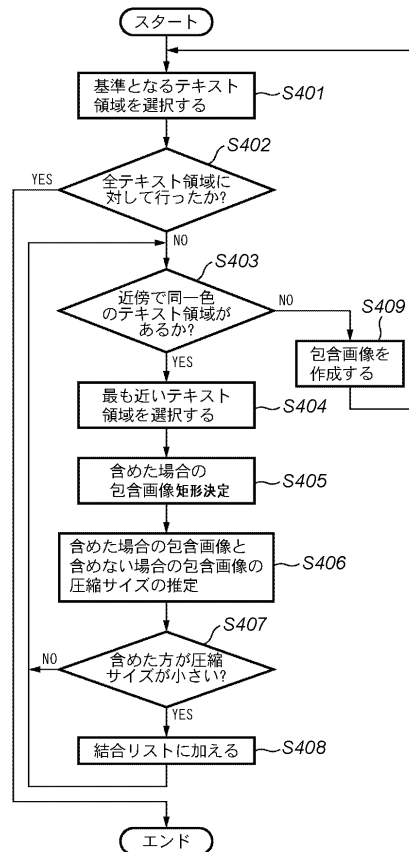 スタート
基準となるテキスト
領域を選択する
S401
S402
全テキスト領域に
対して行ったか?
YES
NO
S403
近傍で同一色
のテキスト領域が
あるか?
NO
YES
S409
包含画像を
作成する
最も近いテキスト
領域を選択する
S404
含めた場合の
包含画像矩形決定
S405
含めた場合の包含画像と
含めない場合の包含画像の
圧縮サイズの推定
S406
S407
含めた方が圧縮
サイズが小さい?
NO
YES
結合リストに加える
S408
エンド